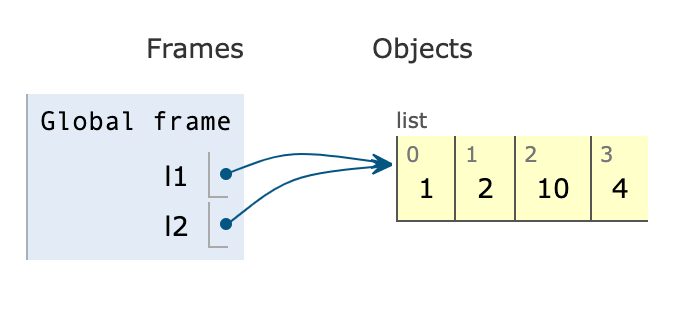 Frames Objects
Global frame
list
l1
l2
0 1 2 3
1 2 10 4